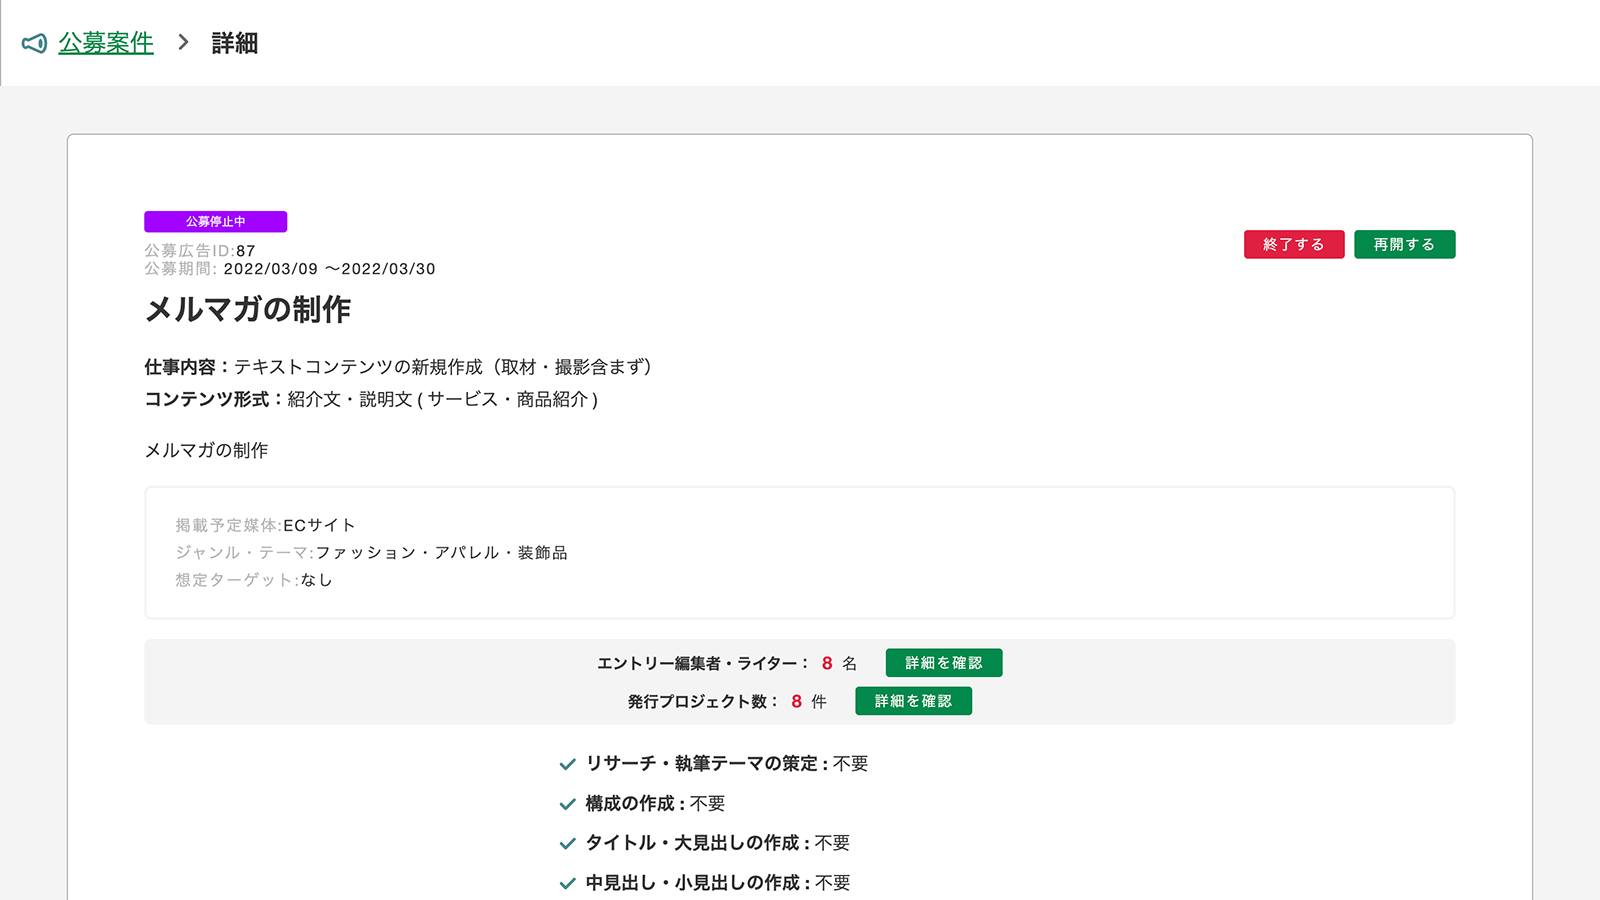 公募案件 > 詳細
公募停止中
公募広告ID:87
公募期間: 2022/03/09 〜2022/03/30
終了する 再開する
メルマガの制作
仕事内容：テキストコンテンツの新規作成（取材・撮影含まず）
コンテンツ形式：紹介文・説明文 ( サービス・商品紹介 )
メルマガの制作
掲載予定媒体:ECサイト
ジャンル・テーマ:ファッション・アパレル・装飾品
想定ターゲット:なし
エントリー編集者・ライター： 8 名 詳細を確認
発行プロジェクト数： 8 件 詳細を確認
リサーチ・執筆テーマの策定 : 不要
構成の作成 : 不要
タイトル・大見出しの作成 : 不要
中見出し・小見出しの作成 : 不要